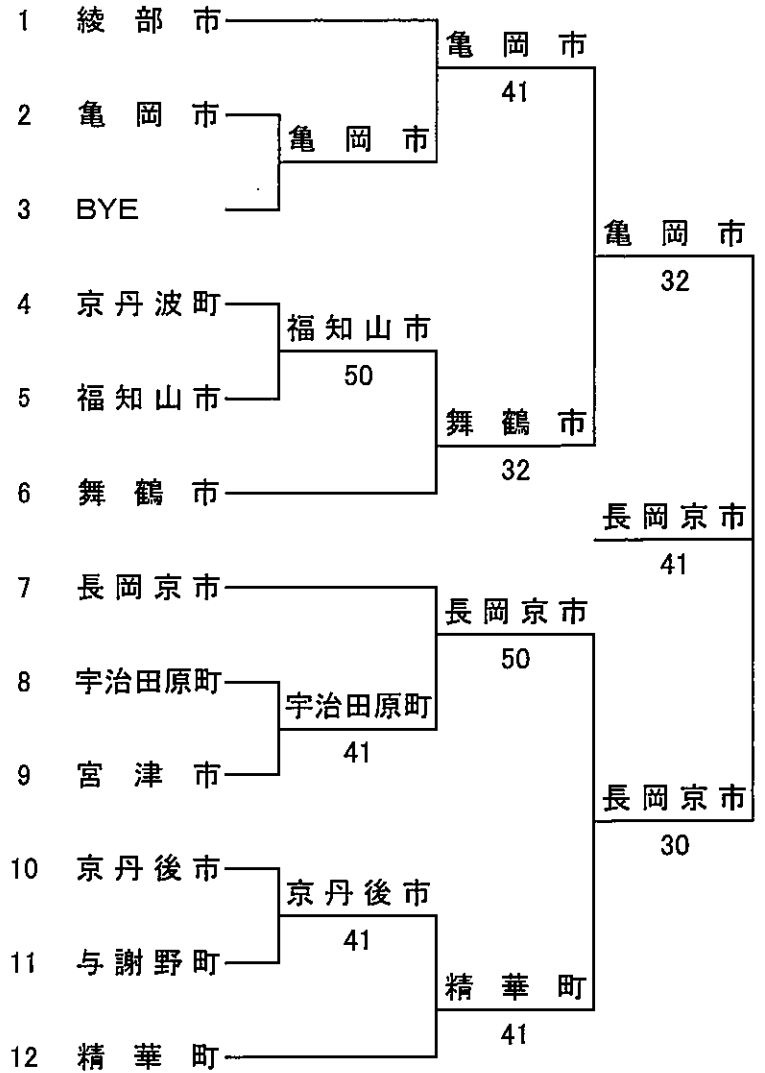 1 綾部市
亀岡市
41
2 亀岡市
亀岡市
3 BYE
亀岡市
32
4 京丹波町
福知山市
50
5 福知山市
舞鶴市
32
6 舞鶴市
長岡京市
41
7 長岡京市
長岡京市
50
8 宇治田原町
宇治田原町
41
9 宮津市
長岡京市
30
10 京丹後市
京丹後市
41
11 与謝野町
精華町
41
12 精華町